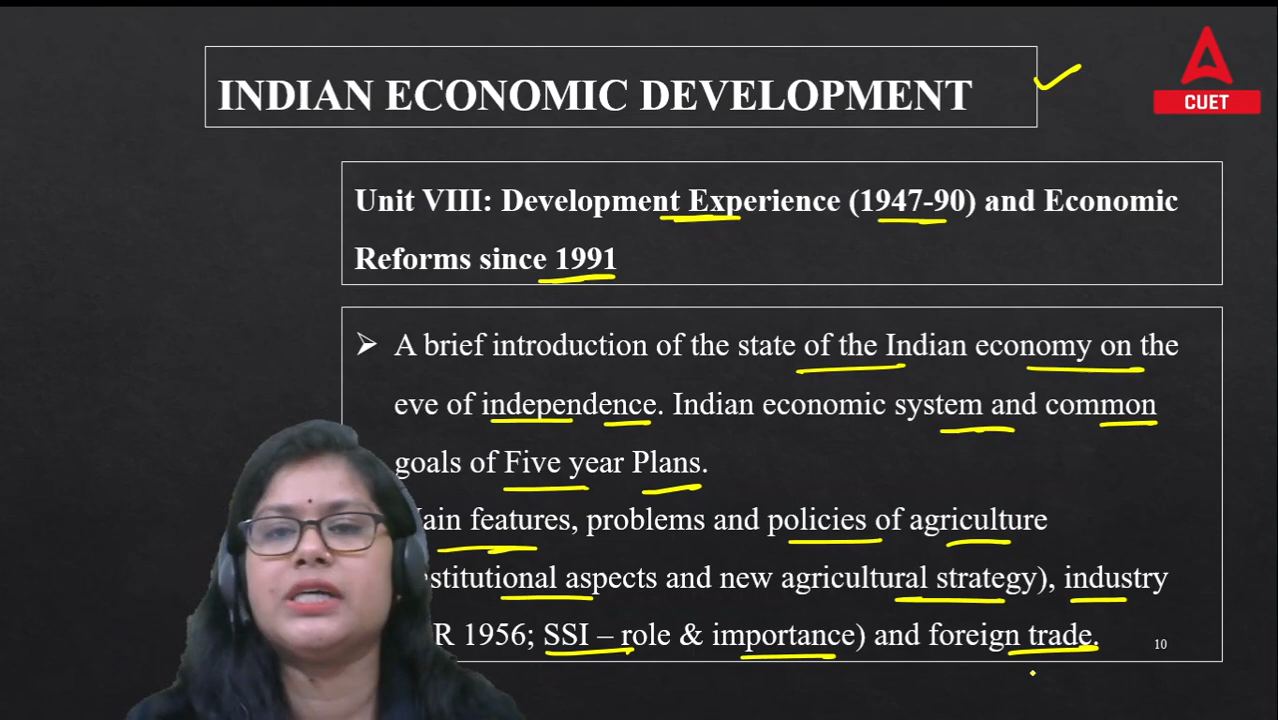 INDIAN ECONOMIC DEVELOPMENT
CUET
Unit VIII: Development Experience (1947-90) and Economic
Reforms since 1991
➢ A brief introduction of the state of the Indian economy on the
eve of independence. Indian economic system and common
goals of Five year Plans.
features, problems and policies of agriculture
aspects and new agricultural strategy), industry
1956; SSI – role & importance) and foreign trade.
10